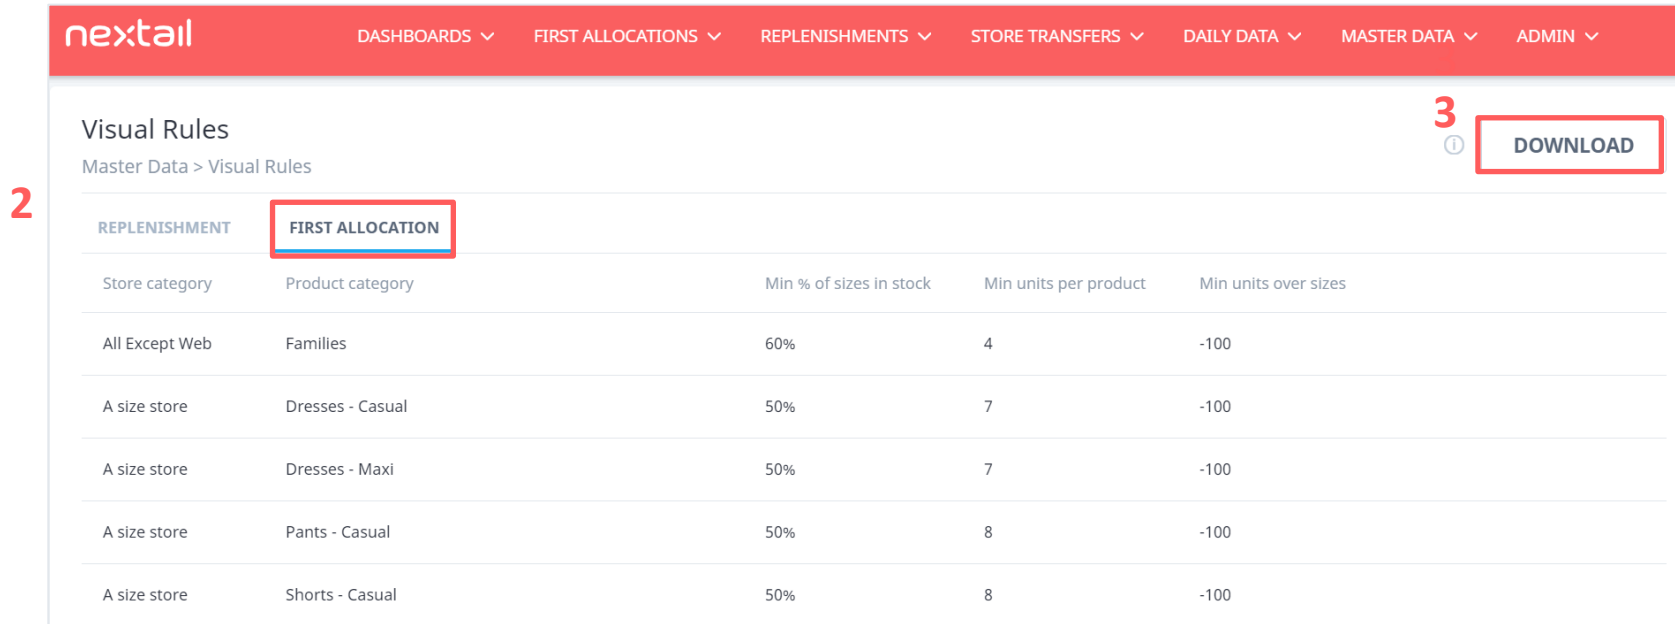 nextail DASHBOARDS FIRST ALLOCATIONS REPLENISHMENTS STORE TRANSFERS DAILY DATA MASTER DATA ADMIN
3
Visual Rules
DOWNLOAD
Master Data > Visual Rules
2
REPLENISHMENT FIRST ALLOCATION
Store category Product category Min % of sizes in stock Min units per product Min units over sizes
All Except Web Families 60% 4 -100
A size store Dresses - Casual 50% 7 -100
A size store Dresses - Maxi 50% 7 -100
A size store Pants - Casual 50% 8 -100
A size store Shorts - Casual 50% 8 -100